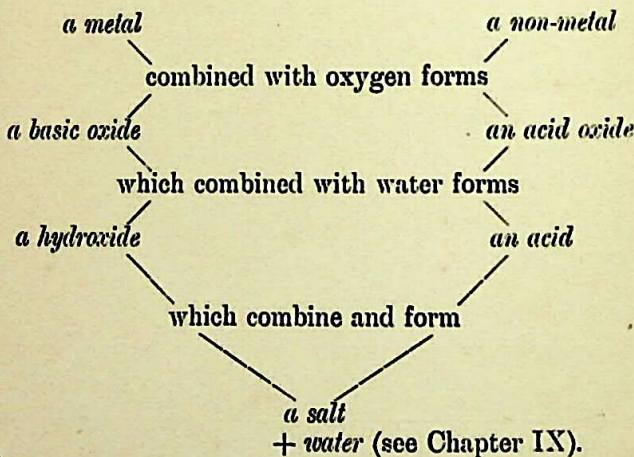 a metal a non-metal
combined with oxygen forms
a basic oxide an acid oxide
which combined with water forms
a hydroxide an acid
which combine and form
a salt
+ water (see Chapter IX).